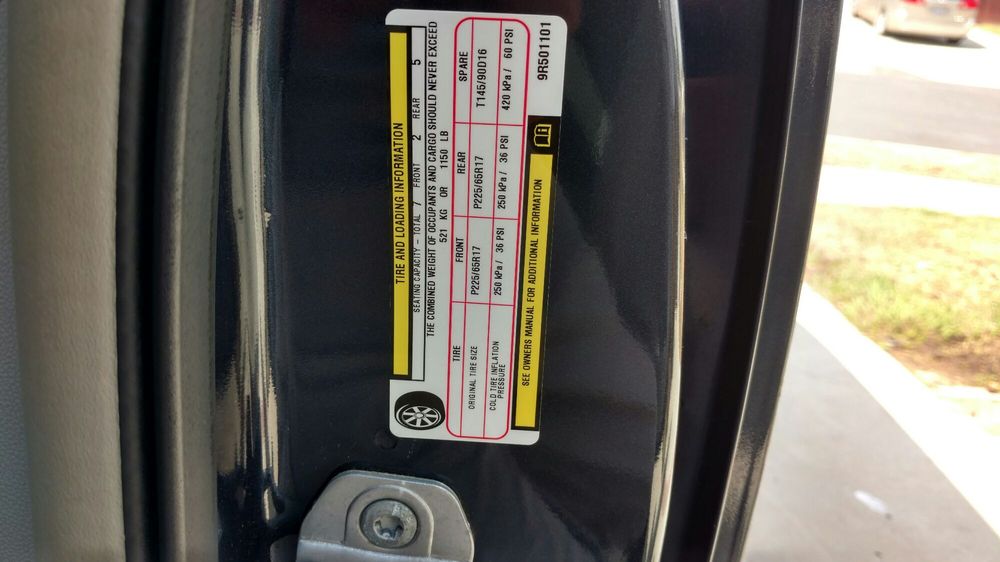 TIRE AND LOADING INFORMATION
SEATING CAPACITY - TOTAL 7 FRONT 2 REAR 5
THE COMBINED WEIGHT OF OCCUPANTS AND CARGO SHOULD NEVER EXCEED
521 KG OR 1150 LB
TIRE FRONT REAR SPARE
ORIGINAL TIRE SIZE P225/65R17 P225/65R17 T145/90D16
COLD TIRE INFLATION
PRESSURE 250 kPa / 36 PSI 250 kPa / 36 PSI 420 kPa / 60 PSI
SEE OWNERS MANUAL FOR ADDITIONAL INFORMATION
9R501101